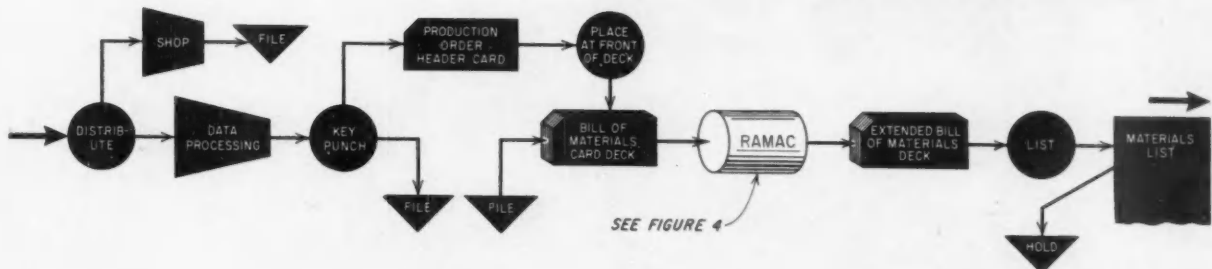 SHOP
FILE
DISTRIB-
UTE
DATA
PROCESSING
KEY
PUNCH
FILE
PRODUCTION
ORDER
HEADER CARD
PLACE
AT FRONT
OF DECK
FILE
BILL OF
MATERIALS
CARD DECK
RAMAC
SEE FIGURE 4
EXTENDED BILL
OF MATERIALS
DECK
LIST
MATERIALS
LIST
HOLD